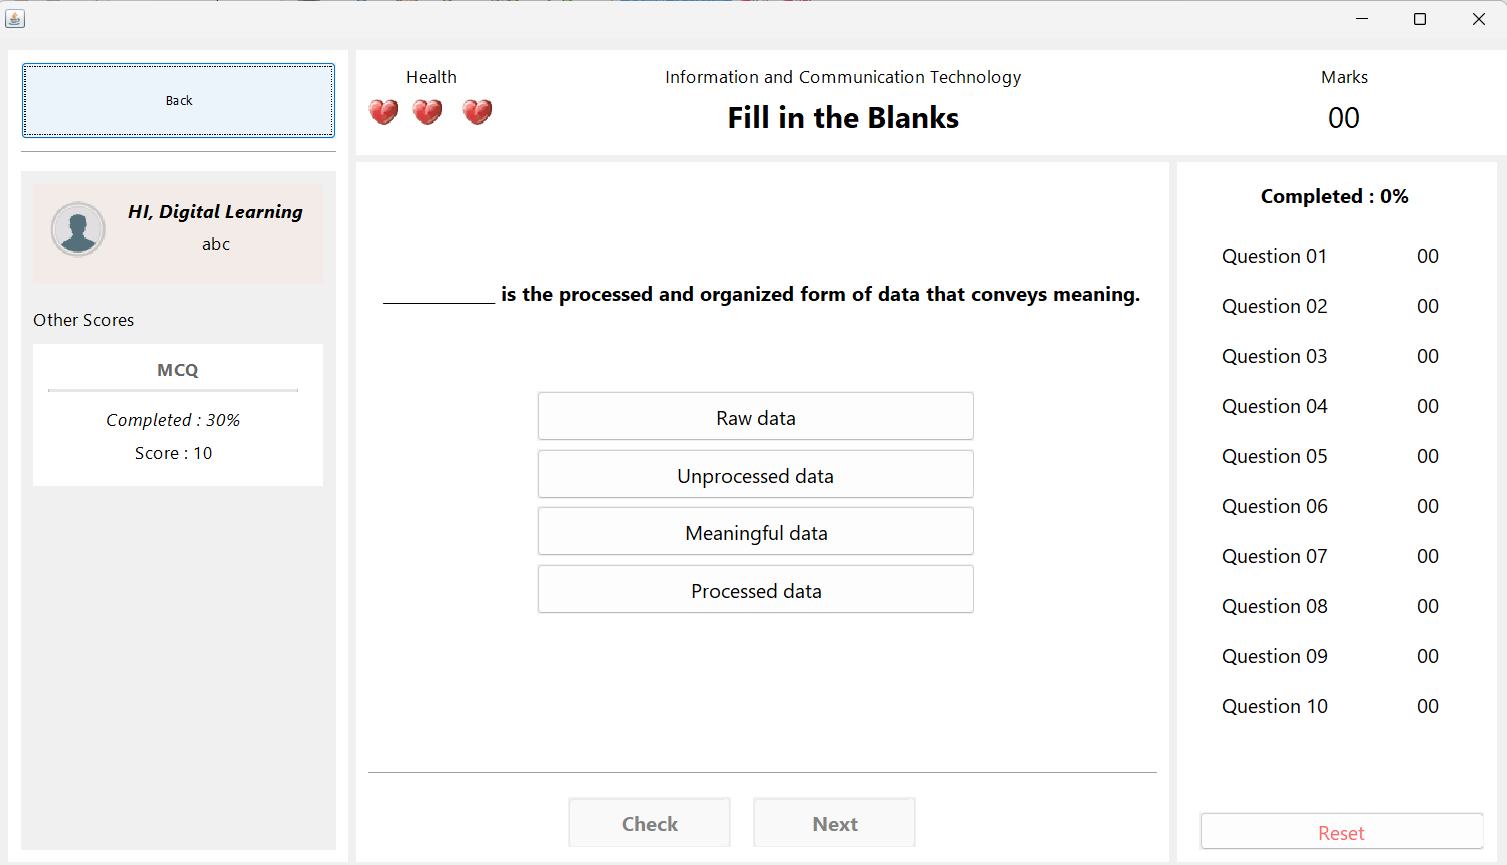 Back
HI, Digital Learning
abc
Other Scores
MCQ
Completed : 30%
Score : 10
Health
Information and Communication Technology
Fill in the Blanks
Marks
00
___________ is the processed and organized form of data that conveys meaning.
Raw data
Unprocessed data
Meaningful data
Processed data
Check
Next
Completed : 0%
Question 01 00
Question 02 00
Question 03 00
Question 04 00
Question 05 00
Question 06 00
Question 07 00
Question 08 00
Question 09 00
Question 10 00
Reset